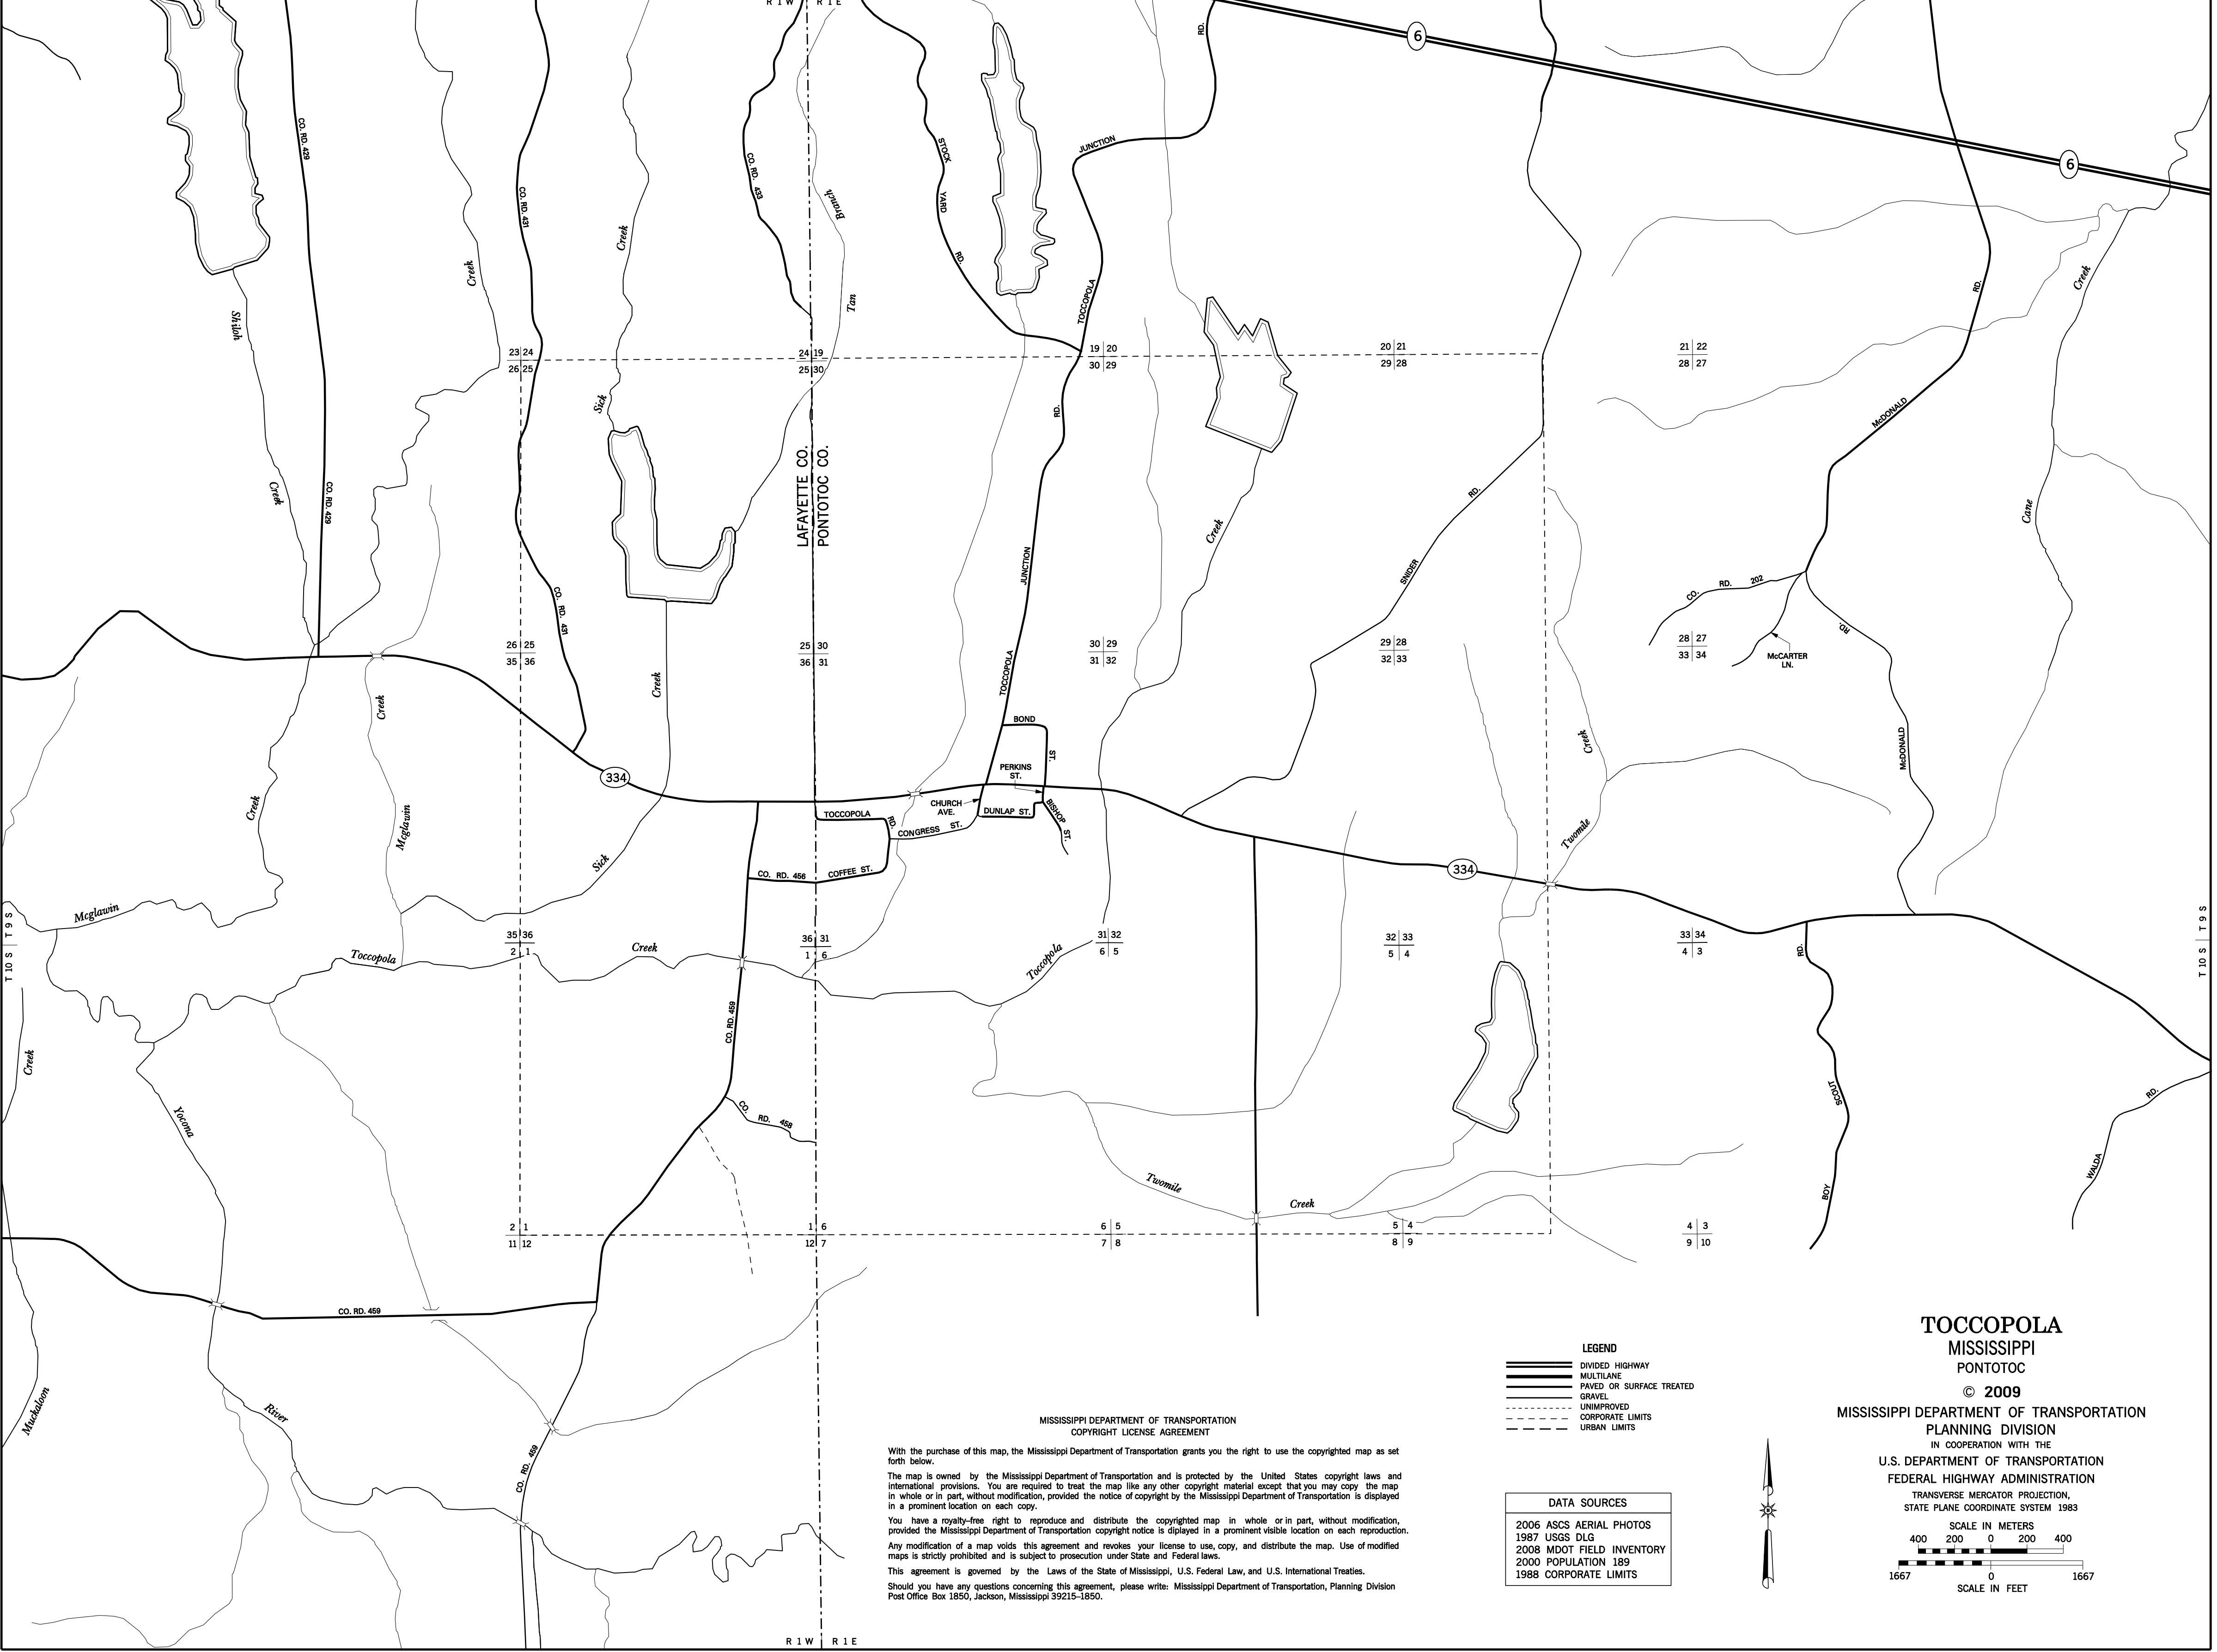 R 1 W R 1 E
6
RD.
6
CO. RD. 429
JUNCTION
STOCK
YARD
RD.
CO. RD. 433
CO. RD. 431
Branch
Tan
Creek
Creek
Shiloh
Creek
TOCCOPOLA
RD.
Creek
23 24
26 25
24 19
25 30
19 20
30 29
20 21
29 28
21 22
28 27
Sick
RD.
McDONALD
LAFAYETTE CO.
PONTOTOC CO.
CO. RD. 429
Creek
RD.
Cane
JUNCTION
SNIDER
CO. RD. 202
CO. RD. 431
RD.
McCARTER
LN.
26 25
35 36
25 30
36 31
30 29
31 32
29 28
32 33
28 27
33 34
Creek
Creek
TOCCOPOLA
BOND
ST.
PERKINS
ST.
Creek
McDONALD
334
Creek
Mcglawin
CHURCH
AVE.
DUNLAP ST.
BISHOP
ST.
TOCCOPOLA
RD.
CONGRESS ST.
Twomile
Sick
CO. RD. 456
COFFEE ST.
334
Mcglawin
T 9 S
T 10 S
T 9 S
T 10 S
35 36
2 1
36 31
1 6
31 32
6 5
32 33
5 4
33 34
4 3
Toccopola
Creek
Toccopola
RD.
CO. RD. 459
Creek
Yocona
CO.
RD. 458
SCOUT
BOY
RD.
WALDA
Twomile
Creek
2 1
11 12
1 6
12 7
6 5
7 8
5 4
8 9
4 3
9 10
CO. RD. 459
Muckaloon
River
CO. RD. 459
R 1 W R 1 E
MISSISSIPPI DEPARTMENT OF TRANSPORTATION
COPYRIGHT LICENSE AGREEMENT
With the purchase of this map, the Mississippi Department of Transportation grants you the right to use the copyrighted map as set
forth below.
The map is owned by the Mississippi Department of Transportation and is protected by the United States copyright laws and
international provisions. You are required to treat the map like any other copyright material except that you may copy the map
in whole or in part, without modification, provided the notice of copyright by the Mississippi Department of Transportation is displayed
in a prominent location on each copy.
You have a royalty-free right to reproduce and distribute the copyrighted map in whole or in part, without modification,
provided the Mississippi Department of Transportation copyright notice is diplayed in a prominent visible location on each reproduction.
Any modification of a map voids this agreement and revokes your license to use, copy, and distribute the map. Use of modified
maps is strictly prohibited and is subject to prosecution under State and Federal laws.
This agreement is governed by the Laws of the State of Mississippi, U.S. Federal Law, and U.S. International Treaties.
Should you have any questions concerning this agreement, please write: Mississippi Department of Transportation, Planning Division
Post Office Box 1850, Jackson, Mississippi 39215-1850.
LEGEND
DIVIDED HIGHWAY
MULTILANE
PAVED OR SURFACE TREATED
GRAVEL
UNIMPROVED
CORPORATE LIMITS
URBAN LIMITS
DATA SOURCES
2006 ASCS AERIAL PHOTOS
1987 USGS DLG
2008 MDOT FIELD INVENTORY
2000 POPULATION 189
1988 CORPORATE LIMITS
TOCCOPOLA
MISSISSIPPI
PONTOTOC
© 2009
MISSISSIPPI DEPARTMENT OF TRANSPORTATION
PLANNING DIVISION
IN COOPERATION WITH THE
U.S. DEPARTMENT OF TRANSPORTATION
FEDERAL HIGHWAY ADMINISTRATION
TRANSVERSE MERCATOR PROJECTION,
STATE PLANE COORDINATE SYSTEM 1983
SCALE IN METERS
400 200 0 200 400
1667 0 1667
SCALE IN FEET